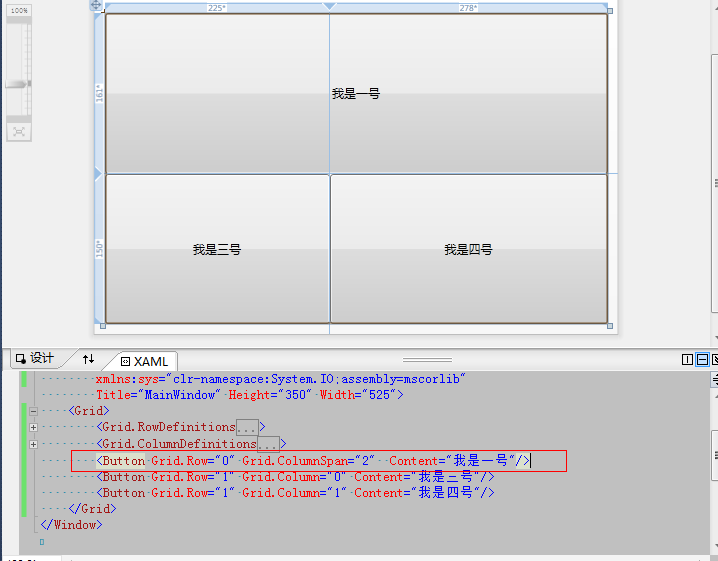 100%
225*
278*
161*
我是一号
150*
我是三号
我是四号
设计
XAML
xmlns:sys="clr-namespace:System.IO;assembly=mscorlib"
Title="MainWindow" Height="350" Width="525">
<Grid>
<Grid.RowDefinitions...>
<Grid.ColumnDefinitions...>
<Button Grid.Row="0" Grid.ColumnSpan="2"  Content="我是一号"/>
<Button Grid.Row="1" Grid.Column="0" Content="我是三号"/>
<Button Grid.Row="1" Grid.Column="1" Content="我是四号"/>
</Grid>
</Window>